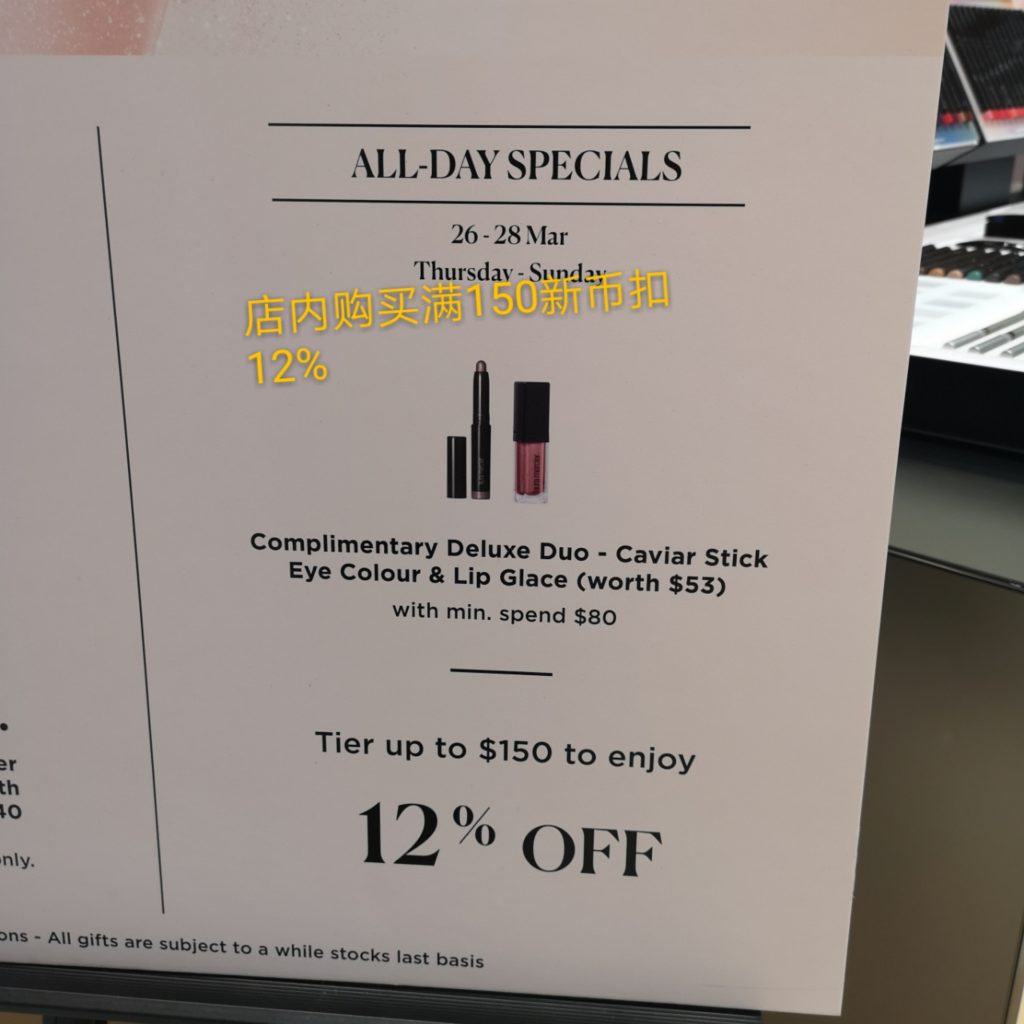 ALL-DAY SPECIALS
26 - 28 Mar
Thursday - Sunday
店内购买满150新币扣
12%
laura mercier
Complimentary Deluxe Duo - Caviar Stick
Eye Colour & Lip Glace (worth $53)
with min. spend $80
Tier up to $150 to enjoy
12% OFF
er
th
40
only.
ons - All gifts are subject to a while stocks last basis